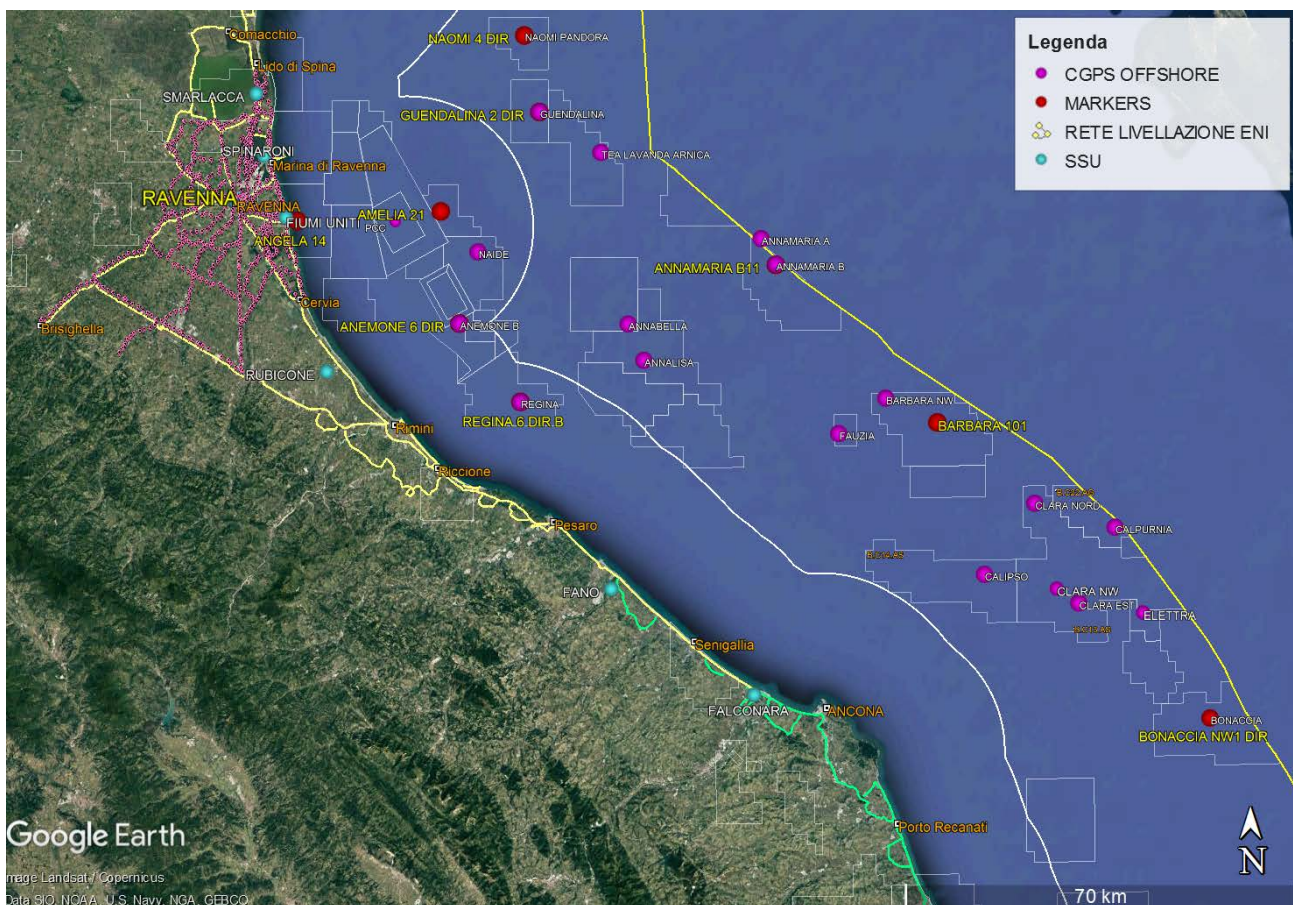 Comacchio
Lido di Spina
SMARLACCA
SPINARONI
Marina di Ravenna
RAVENNA
RAVENNA
FIUMI UNITI
ANGELA 14
AMELIA 21
PCC
NAIDE
Cervia
Brisighella
ANEMONE 6 DIR
ANEMONE B
RUBICONE
REGINA
REGINA 6 DIR B
Rimini
Riccione
Pesaro
FANO
Senigallia
FALCONARA
ANCONA
Porto Recanati
NAOMI 4 DIR
NAOMI PANDORA
GUENDALINA 2 DIR
GUENDALINA
TEA LAVANDA ARNICA
ANNAMARIA A
ANNAMARIA B11
ANNAMARIA B
ANNABELLA
ANNALISA
BARBARA NW
BARBARA 101
FAUZIA
CLARA NORD
CALPURNIA
CALIPSO
CLARA NW
CLARA EST
ELETTRA
BONACCIA
BONACCIA NW1 DIR
Legenda
CGPS OFFSHORE
MARKERS
RETE LIVELLAZIONE ENI
SSU
Google Earth
mage Landsat / Copernicus
Data SIO, NOAA, U.S. Navy, NGA, GEBCO
N
70 km